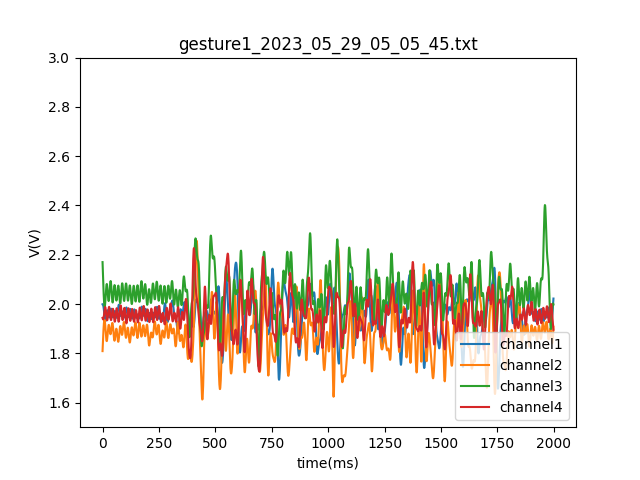 gesture1_2023_05_29_05_05_45.txt
3.0
2.8
2.6
2.4
2.2
2.0
1.8
1.6
V(V)
0 250 500 750 1000 1250 1500 1750 2000
time(ms)
channel1
channel2
channel3
channel4